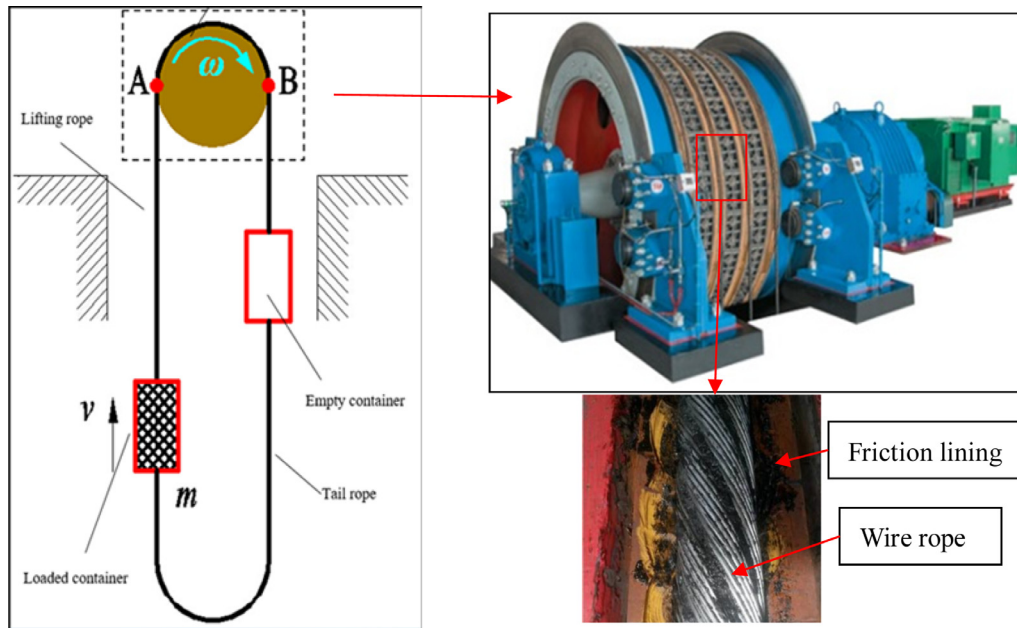 A
ω
B
Lifting rope
Empty container
v
m
Tail rope
Loaded container
Friction lining
Wire rope